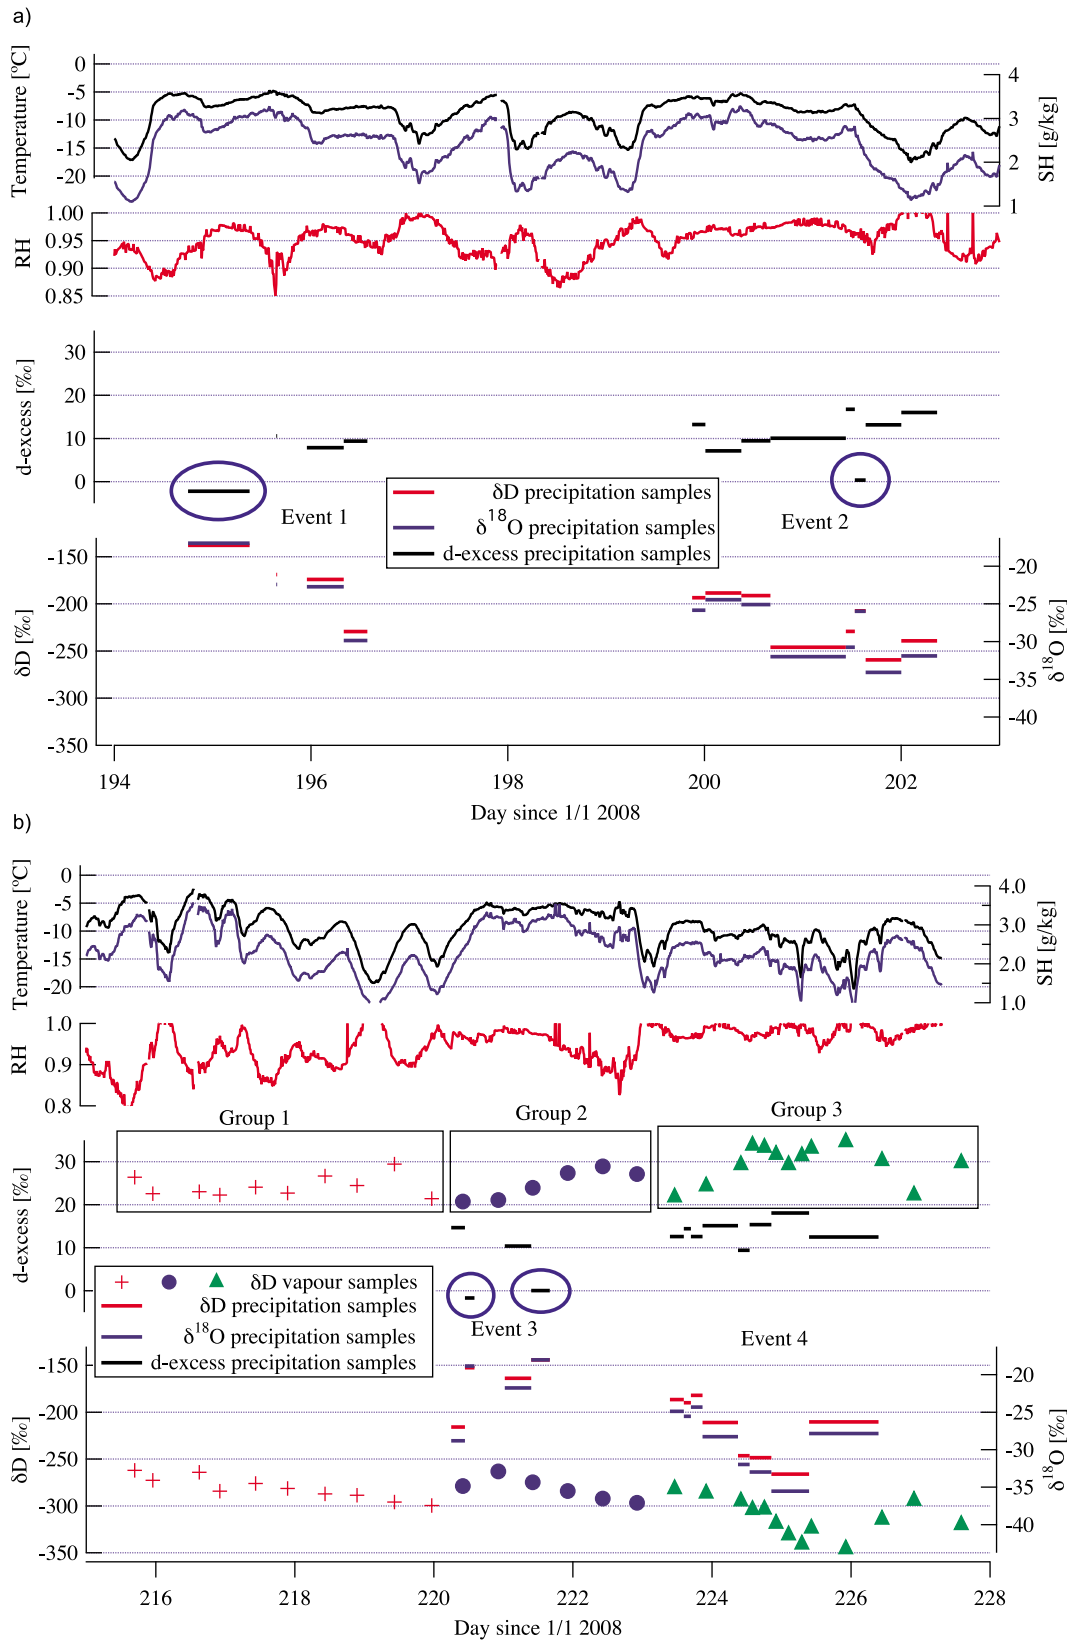 a)
Temperature [°C]
0
-5
-10
-15
-20
4
3
2
1
SH [g/kg]
RH
1.00
0.95
0.90
0.85
d-excess [‰]
30
20
10
0
δD precipitation samples
δ18O precipitation samples
d-excess precipitation samples
Event 1
Event 2
δD [‰]
-150
-200
-250
-300
-350
-20
-25
-30
-35
-40
δ18O [‰]
194
196
198
200
202
Day since 1/1 2008
b)
Temperature [°C]
0
-5
-10
-15
-20
4.0
3.0
2.0
1.0
SH [g/kg]
RH
1.0
0.9
0.8
Group 1
Group 2
Group 3
d-excess [‰]
30
20
10
0
δD vapour samples
δD precipitation samples
δ18O precipitation samples
d-excess precipitation samples
Event 3
Event 4
δD [‰]
-150
-200
-250
-300
-350
-20
-25
-30
-35
-40
δ18O [‰]
216
218
220
222
224
226
228
Day since 1/1 2008